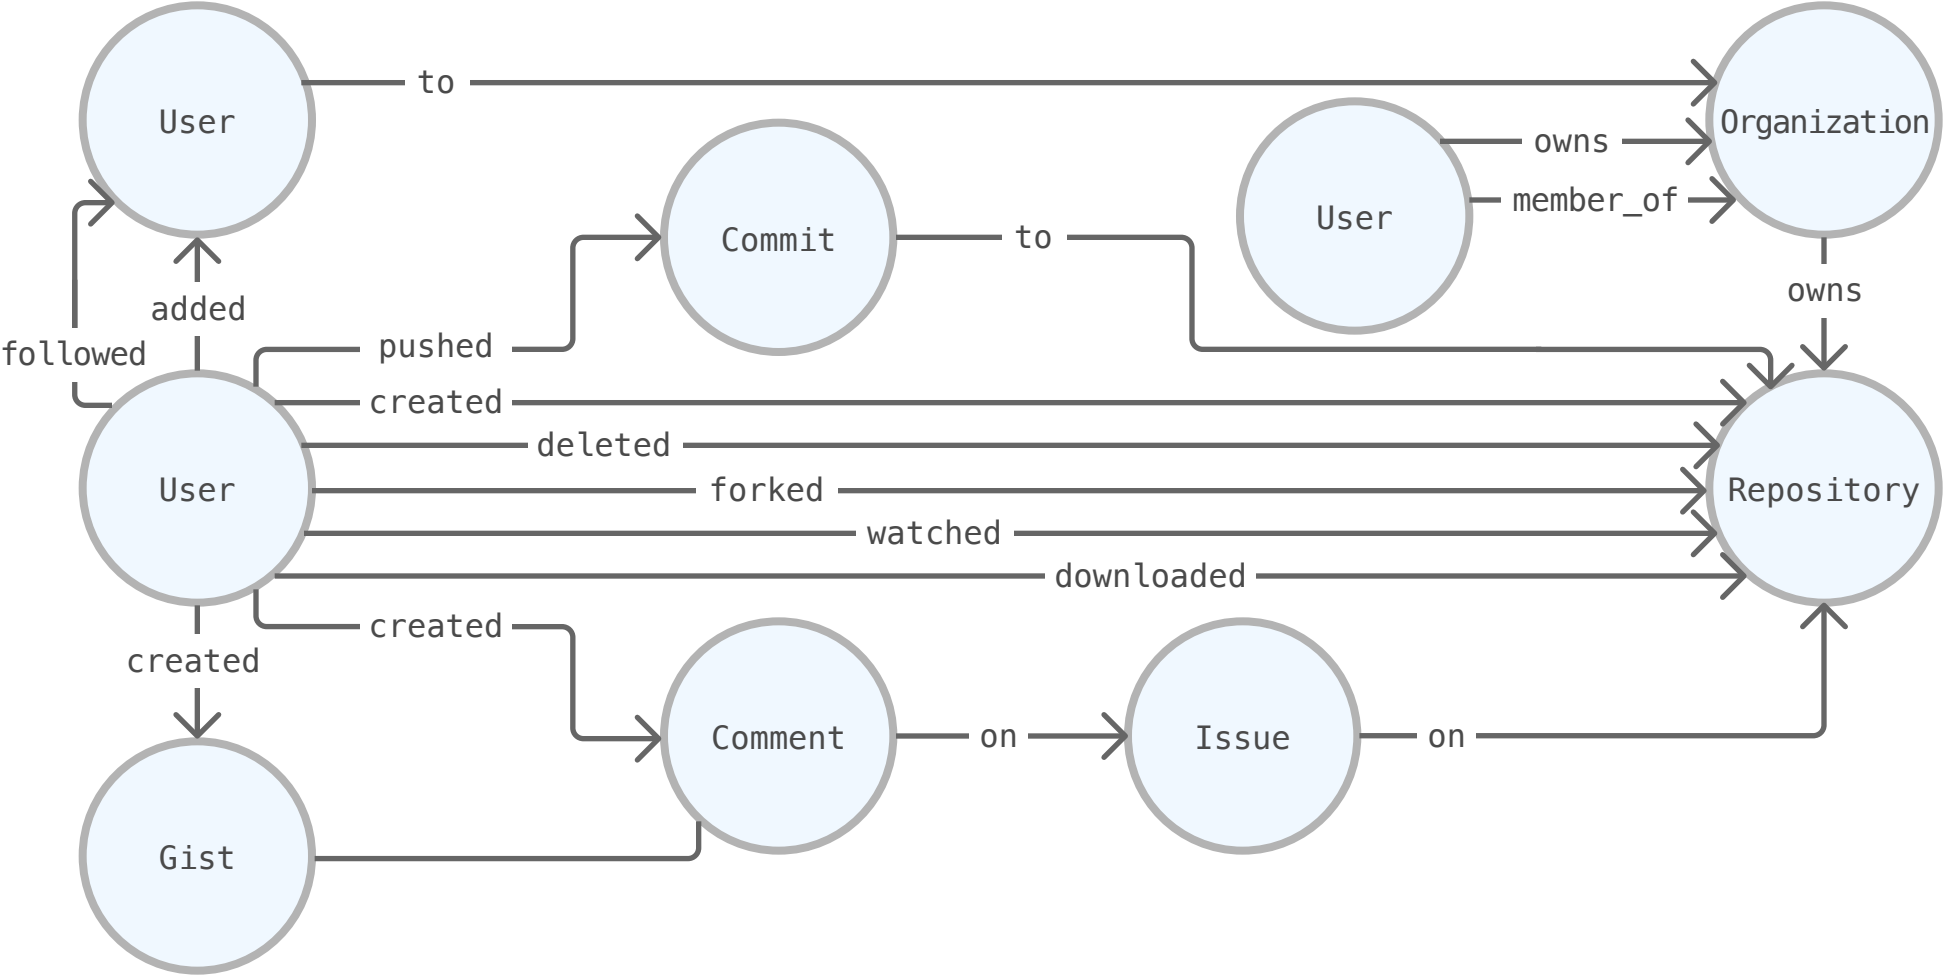 User
to
Organization
owns
member_of
User
Commit
to
owns
added
followed
pushed
created
deleted
User
forked
Repository
watched
downloaded
created
created
Comment
on
Issue
on
Gist